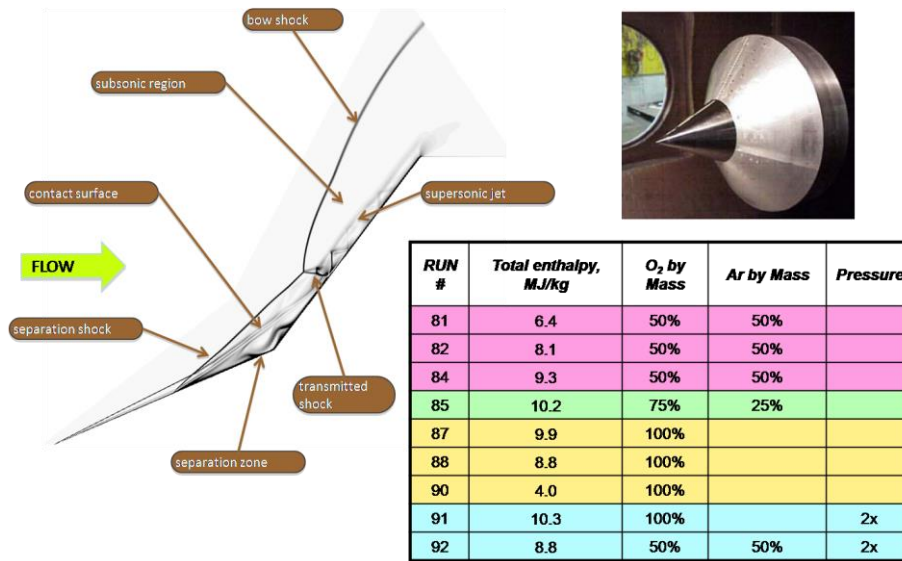 bow shock
subsonic region
contact surface
supersonic jet
FLOW
separation shock
transmitted
shock
separation zone
RUN # Total enthalpy, MJ/kg O₂ by Mass Ar by Mass Pressure
81 6.4 50% 50%
82 8.1 50% 50%
84 9.3 50% 50%
85 10.2 75% 25%
87 9.9 100%
88 8.8 100%
90 4.0 100%
91 10.3 100% 2x
92 8.8 50% 50% 2x